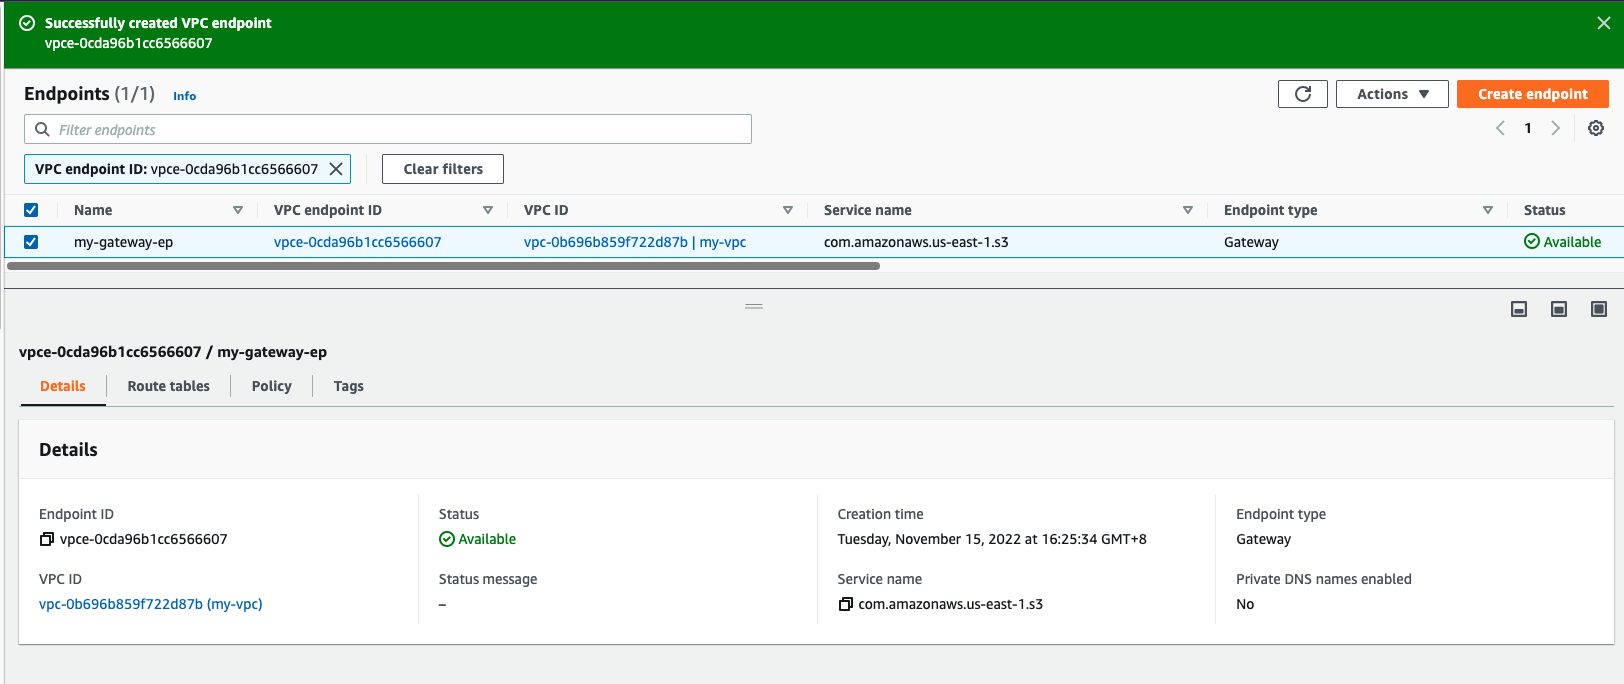 Successfully created VPC endpoint
vpce-0cda96b1cc6566607
Endpoints (1/1) Info
Actions
Create endpoint
Filter endpoints
1
VPC endpoint ID: vpce-0cda96b1cc6566607
Clear filters
Name VPC endpoint ID VPC ID Service name Endpoint type Status
my-gateway-ep vpce-0cda96b1cc6566607 vpc-0b696b859f722d87b | my-vpc com.amazonaws.us-east-1.s3 Gateway Available
vpce-0cda96b1cc6566607 / my-gateway-ep
Details Route tables Policy Tags
Details
Endpoint ID Status Creation time Endpoint type
vpce-0cda96b1cc6566607 Available Tuesday, November 15, 2022 at 16:25:34 GMT+8 Gateway
VPC ID Status message Service name Private DNS names enabled
vpc-0b696b859f722d87b (my-vpc) – com.amazonaws.us-east-1.s3 No